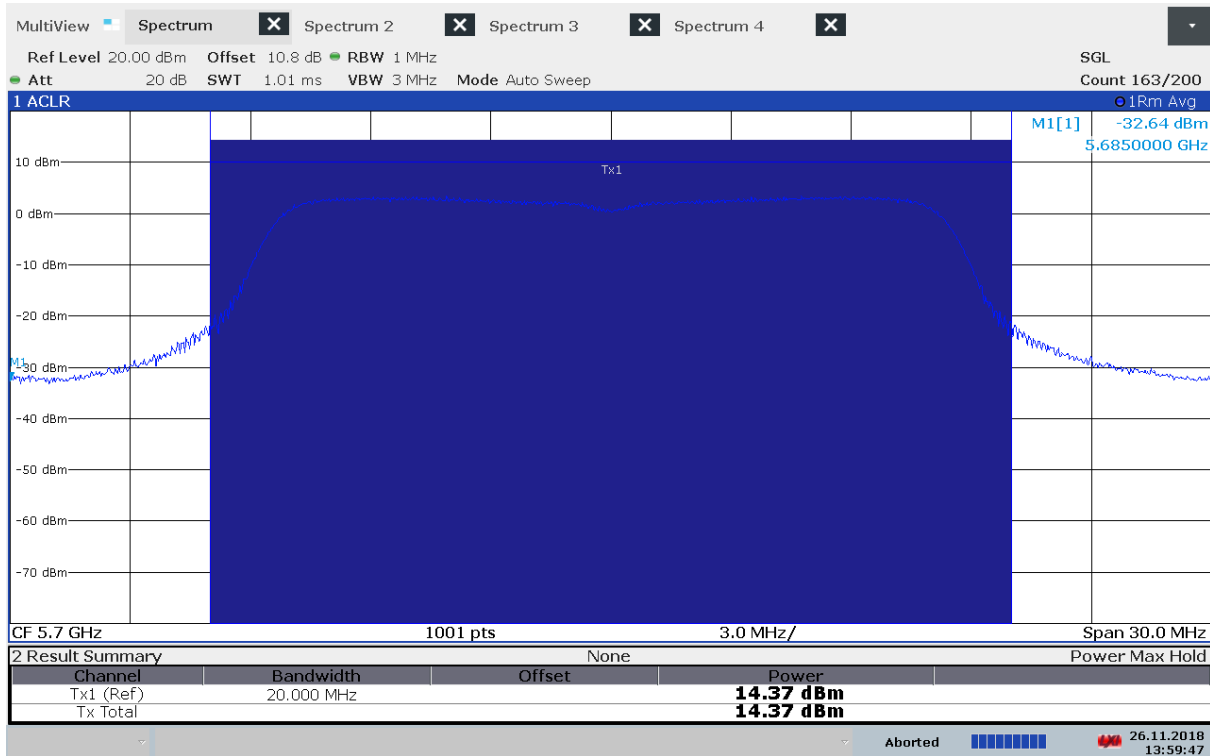 MultiView Spectrum Spectrum 2 Spectrum 3 Spectrum 4
Ref Level 20.00 dBm Offset 10.8 dB RBW 1 MHz SGL
Att 20 dB SWT 1.01 ms VBW 3 MHz Mode Auto Sweep Count 163/200
1 ACLR 1Rm Avg
M1[1] -32.64 dBm
5.6850000 GHz
10 dBm
Tx1
0 dBm
-10 dBm
-20 dBm
M1
-30 dBm
-40 dBm
-50 dBm
-60 dBm
-70 dBm
CF 5.7 GHz 1001 pts 3.0 MHz/ Span 30.0 MHz
2 Result Summary None Power Max Hold
Channel Bandwidth Offset Power
Tx1 (Ref) 20.000 MHz 14.37 dBm
Tx Total 14.37 dBm
Aborted 26.11.2018
13:59:47